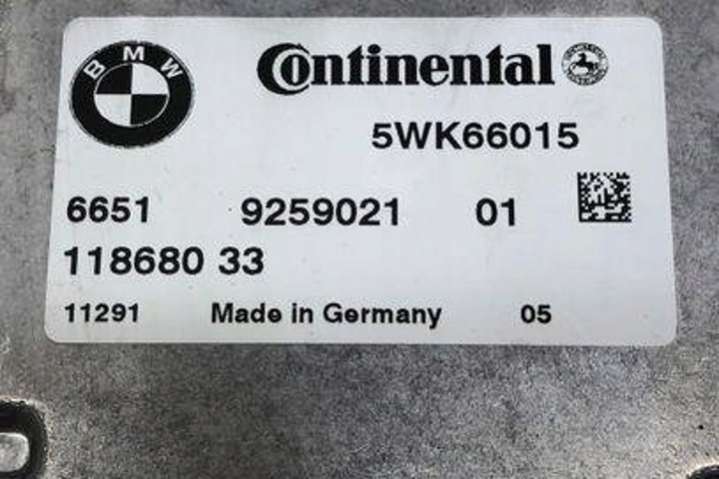 BMW
Continental
5WK66015
6651 9259021 01
118680 33
11291 Made in Germany 05